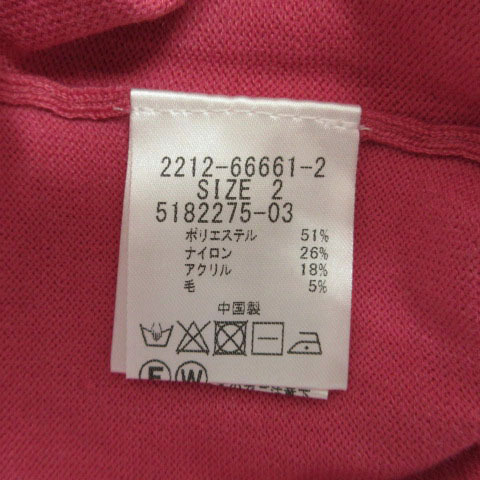 2212-66661-2
SIZE 2
5182275-03
ポリエステル 51%
ナイロン 26%
アクリル 18%
毛 5%
中国製
F W